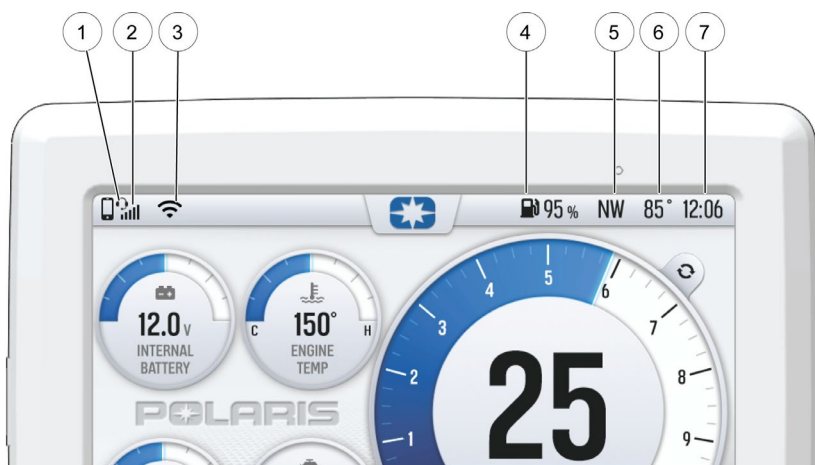 1 2 3 4 5 6 7
95 % NW 85° 12:06
12.0 V
INTERNAL
BATTERY
C 150° H
ENGINE
TEMP
POLARIS
1 2 3 4 5 6 7 8 9
25